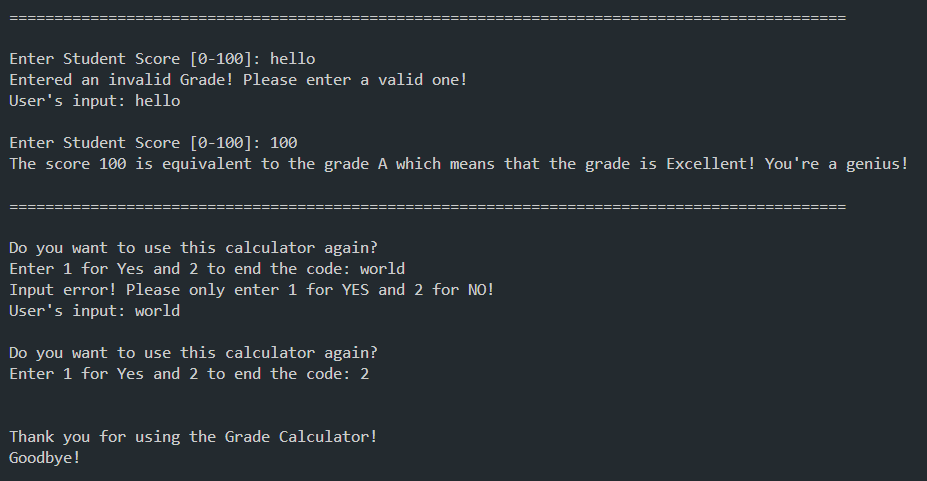 =============================================================================================
Enter Student Score [0-100]: hello
Entered an invalid Grade! Please enter a valid one!
User's input: hello
Enter Student Score [0-100]: 100
The score 100 is equivalent to the grade A which means that the grade is Excellent! You're a genius!
=============================================================================================
Do you want to use this calculator again?
Enter 1 for Yes and 2 to end the code: world
Input error! Please only enter 1 for YES and 2 for NO!
User's input: world
Do you want to use this calculator again?
Enter 1 for Yes and 2 to end the code: 2
Thank you for using the Grade Calculator!
Goodbye!